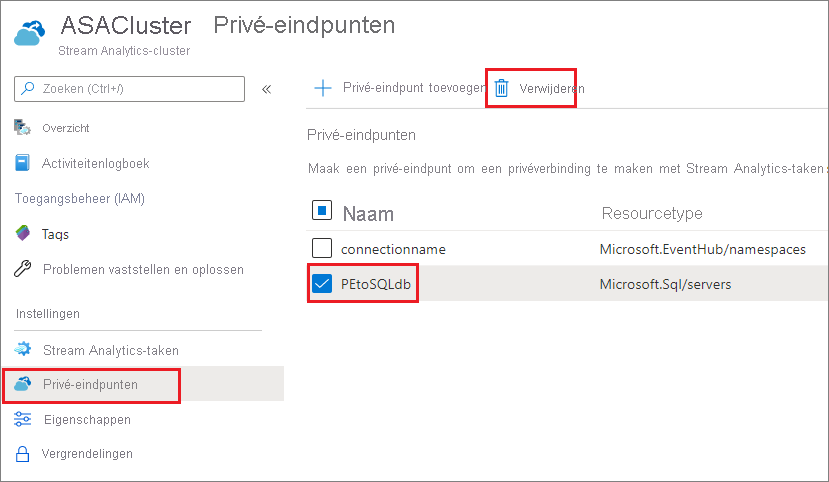 ASACluster Privé-eindpunten
Stream Analytics-cluster
Zoeken (Ctrl+/)
«
Overzicht
Activiteitenlogboek
Toegangsbeheer (IAM)
Tags
Problemen vaststellen en oplossen
Instellingen
Stream Analytics-taken
Privé-eindpunten
Eigenschappen
Vergrendelingen
Privé-eindpunt toevoegen Verwijderen
Privé-eindpunten
Maak een privé-eindpunt om een privéverbinding te maken met Stream Analytics-taken
Naam Resourcetype
connectionname Microsoft.EventHub/namespaces
PEtoSQLdb Microsoft.Sql/servers